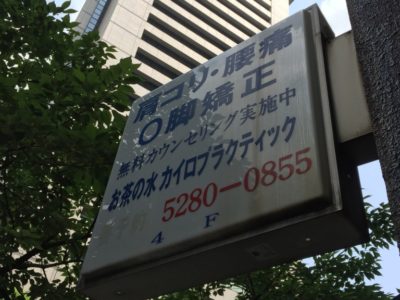 肩コリ・腰痛
O脚矯正
無料カウンセリング実施中
お茶の水カイロプラクティック
5280-0855
4 F